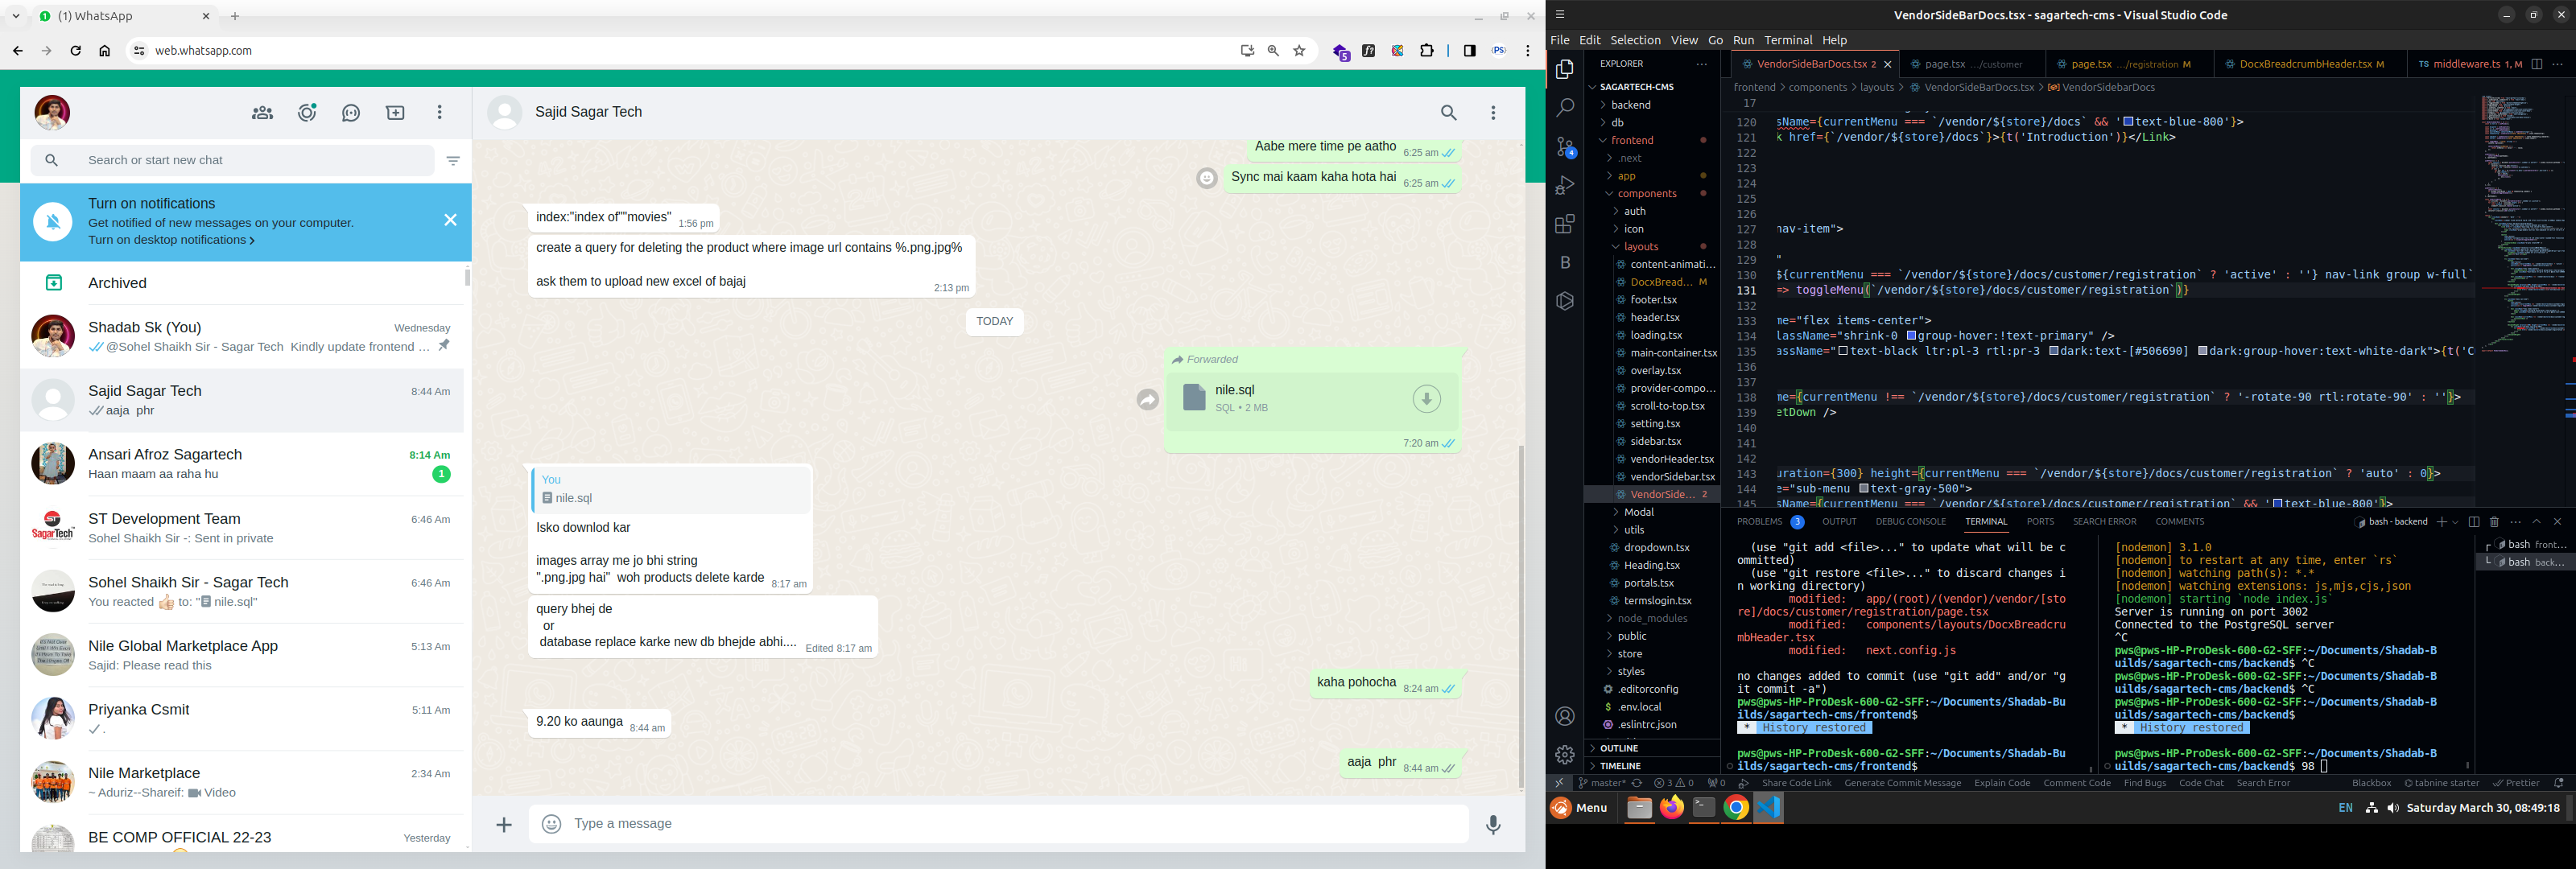 (1) WhatsApp
web.whatsapp.com
Search or start new chat
Turn on notifications
Get notified of new messages on your computer.
Turn on desktop notifications >
Archived
Shadab Sk (You)
Wednesday
@Sohel Shaikh Sir - Sagar Tech Kindly update frontend ...
Sajid Sagar Tech
8:44 Am
aaja phr
Ansari Afroz Sagartech
8:14 Am
Haan maam aa raha hu
1
ST Development Team
6:46 Am
Sohel Shaikh Sir -: Sent in private
Sohel Shaikh Sir - Sagar Tech
6:46 Am
You reacted 👍 to: "nile.sql"
Nile Global Marketplace App
5:13 Am
Sajid: Please read this
Priyanka Csmit
5:11 Am
.
Nile Marketplace
2:34 Am
~ Aduriz--Shareif: Video
BE COMP OFFICIAL 22-23
Yesterday
Sajid Sagar Tech
Aabe mere time pe aatho
6:25 am
Sync mai kaam kaha hota hai
6:25 am
index:"index of""movies"
1:56 pm
create a query for deleting the product where image url contains %.png.jpg%
ask them to upload new excel of bajaj
2:13 pm
TODAY
Forwarded
nile.sql
SQL • 2 MB
7:20 am
You
nile.sql
Isko downlod kar
images array me jo bhi string
".png.jpg hai" woh products delete karde
8:17 am
query bhej de
or
database replace karke new db bhejde abhi....
Edited 8:17 am
kaha pohocha
8:24 am
9.20 ko aaunga
8:44 am
aaja phr
8:44 am
Type a message
VendorSideBarDocs.tsx - sagartech-cms - Visual Studio Code
File Edit Selection View Go Run Terminal Help
EXPLORER
SAGARTECH-CMS
backend
db
frontend
.next
app
components
auth
icon
layouts
content-animati...
DocxBread... M
footer.tsx
header.tsx
loading.tsx
main-container.tsx
overlay.tsx
provider-compo...
scroll-to-top.tsx
setting.tsx
sidebar.tsx
vendorHeader.tsx
vendorSidebar.tsx
VendorSide... 2
Modal
utils
dropdown.tsx
Heading.tsx
portals.tsx
termslogin.tsx
node_modules
public
store
styles
.editorconfig
.env.local
.eslintrc.json
OUTLINE
TIMELINE
VendorSideBarDocs.tsx 2
page.tsx .../customer
page.tsx .../registration M
DocxBreadcrumbHeader.tsx M
TS middleware.ts 1, M
frontend > components > layouts > VendorSideBarDocs.tsx > VendorSidebarDocs
17
120 sName={currentMenu === `/vendor/${store}/docs` && 'text-blue-800'}>
121 k href={`/vendor/${store}/docs`}>{t('Introduction')}</Link>
122
123
124
125
126
127 nav-item">
128
129 "
130 ${currentMenu === `/vendor/${store}/docs/customer/registration` ? 'active' : ''} nav-link group w-full`
131 => toggleMenu(`/vendor/${store}/docs/customer/registration`)}
132
133 me="flex items-center">
134 lassName="shrink-0 group-hover:!text-primary" />
135 assName="text-black ltr:pl-3 rtl:pr-3 dark:text-[#506690] dark:group-hover:text-white-dark">{t('C
136
137
138 me={currentMenu !== `/vendor/${store}/docs/customer/registration` ? '-rotate-90 rtl:rotate-90' : ''}>
139 etDown />
140
141
142
143 uration={300} height={currentMenu === `/vendor/${store}/docs/customer/registration` ? 'auto' : 0}>
144 e="sub-menu text-gray-500">
145 sName={currentMenu === `/vendor/${store}/docs/customer/registration` && 'text-blue-800'}>
PROBLEMS 3 OUTPUT DEBUG CONSOLE TERMINAL PORTS SEARCH ERROR COMMENTS
bash - backend
(use "git add <file>..." to update what will be c
ommitted)
(use "git restore <file>..." to discard changes i
n working directory)
modified: app/(root)/(vendor)/vendor/[sto
re]/docs/customer/registration/page.tsx
modified: components/layouts/DocxBreadcru
mbHeader.tsx
modified: next.config.js
no changes added to commit (use "git add" and/or "g
it commit -a")
pws@pws-HP-ProDesk-600-G2-SFF:~/Documents/Shadab-Bu
ilds/sagartech-cms/frontend$
* History restored
pws@pws-HP-ProDesk-600-G2-SFF:~/Documents/Shadab-Bu
ilds/sagartech-cms/frontend$
[nodemon] 3.1.0
[nodemon] to restart at any time, enter `rs`
[nodemon] watching path(s): *.*
[nodemon] watching extensions: js,mjs,cjs,json
[nodemon] starting `node index.js`
Server is running on port 3002
Connected to the PostgreSQL server
^C
pws@pws-HP-ProDesk-600-G2-SFF:~/Documents/Shadab-B
uilds/sagartech-cms/backend$ ^C
pws@pws-HP-ProDesk-600-G2-SFF:~/Documents/Shadab-B
uilds/sagartech-cms/backend$ ^C
pws@pws-HP-ProDesk-600-G2-SFF:~/Documents/Shadab-B
uilds/sagartech-cms/backend$
* History restored
pws@pws-HP-ProDesk-600-G2-SFF:~/Documents/Shadab-B
uilds/sagartech-cms/backend$ 98
bash front...
bash back...
master* 3 0 0 Share Code Link Generate Commit Message Explain Code Comment Code Find Bugs Code Chat Search Error Blackbox tabnine starter Prettier
Menu
EN
Saturday March 30, 08:49:18